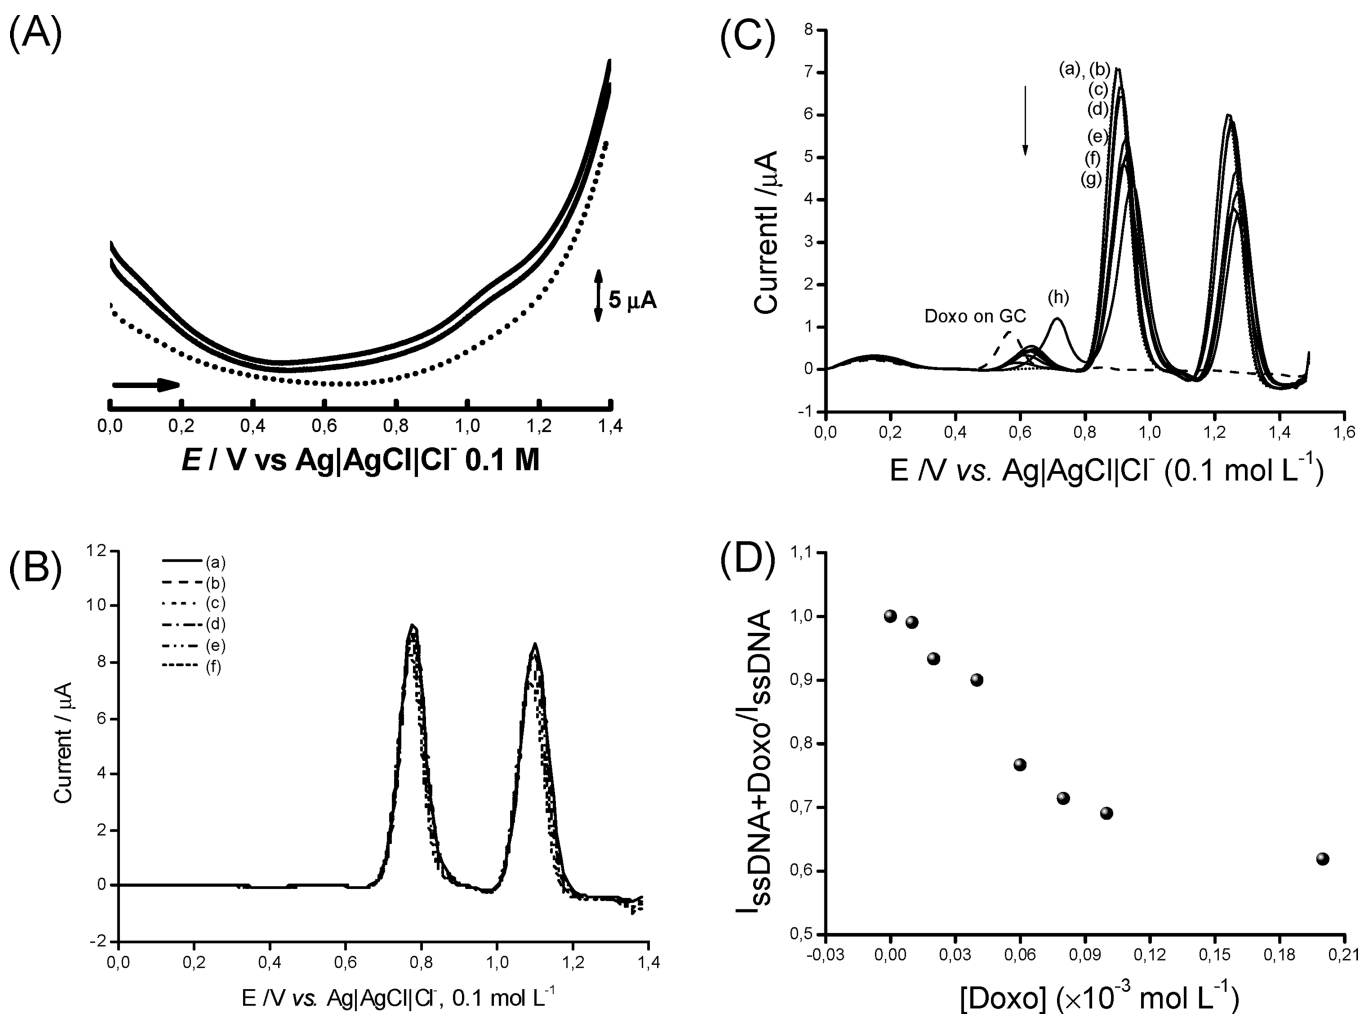 (A)
5 µA
0,0 0,2 0,4 0,6 0,8 1,0 1,2 1,4
E / V vs Ag|AgCl|Cl⁻ 0.1 M
(C)
8
7
6
5
4
3
2
1
0
-1
CurrentI /µA
(a), (b)
(c)
(d)
(e)
(f)
(g)
(h)
Doxo on GC
0,0 0,2 0,4 0,6 0,8 1,0 1,2 1,4 1,6
E /V vs. Ag|AgCl|Cl⁻ (0.1 mol L⁻¹)
(B)
12
10
8
6
4
2
0
-2
Current / µA
(a)
(b)
(c)
(d)
(e)
(f)
0,0 0,2 0,4 0,6 0,8 1,0 1,2 1,4
E /V vs. Ag|AgCl|Cl⁻, 0.1 mol L⁻¹
(D)
1,1
1,0
0,9
0,8
0,7
0,6
0,5
IssDNA+Doxo/IssDNA
-0,03 0,00 0,03 0,06 0,09 0,12 0,15 0,18 0,21
[Doxo] (×10⁻³ mol L⁻¹)